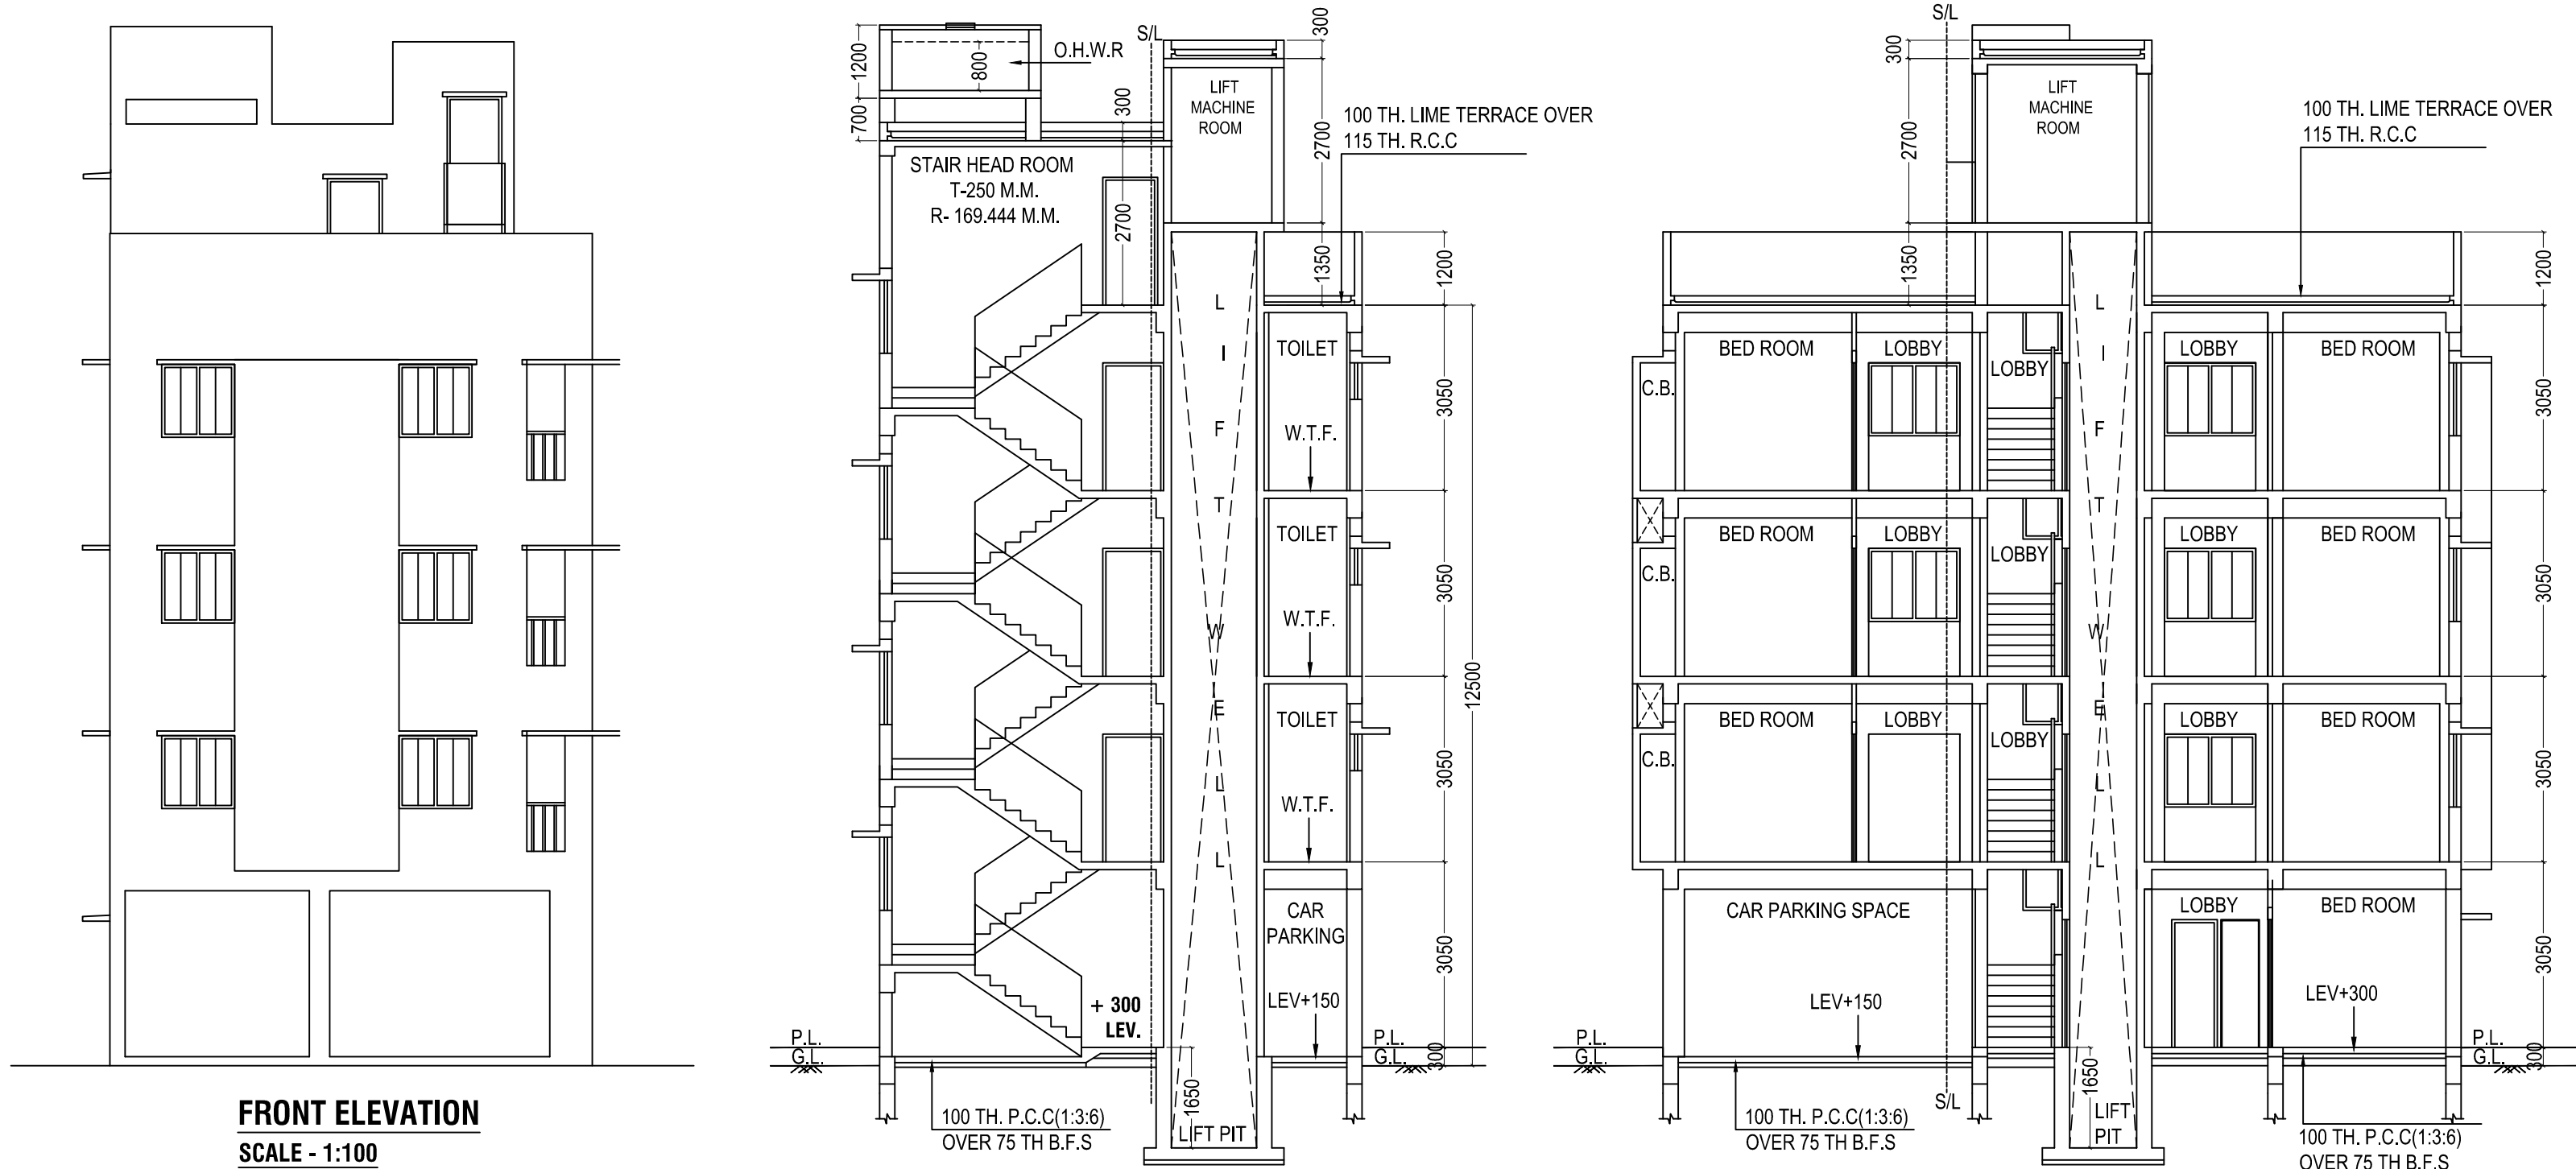 FRONT ELEVATION
SCALE - 1:100
S/L
1200
700
800
O.H.W.R
300
2700
STAIR HEAD ROOM
T-250 M.M.
R- 169.444 M.M.
LIFT
MACHINE
ROOM
300
2700
1350
100 TH. LIME TERRACE OVER
115 TH. R.C.C
1200
L
I
F
T
W
E
L
L
TOILET
W.T.F.
3050
TOILET
W.T.F.
3050
TOILET
W.T.F.
3050
12500
CAR
PARKING
LEV+150
3050
+ 300
LEV.
P.L.
G.L.
P.L.
G.L.
300
1650
LIFT PIT
100 TH. P.C.C(1:3:6)
OVER 75 TH B.F.S
S/L
300
2700
1350
LIFT
MACHINE
ROOM
100 TH. LIME TERRACE OVER
115 TH. R.C.C
1200
L
I
F
T
W
E
L
L
C.B.
BED ROOM
LOBBY
LOBBY
LOBBY
BED ROOM
3050
C.B.
BED ROOM
LOBBY
LOBBY
LOBBY
BED ROOM
3050
C.B.
BED ROOM
LOBBY
LOBBY
LOBBY
BED ROOM
3050
CAR PARKING SPACE
LEV+150
LOBBY
BED ROOM
LEV+300
3050
P.L.
G.L.
P.L.
G.L.
300
1650
S/L
LIFT
PIT
100 TH. P.C.C(1:3:6)
OVER 75 TH B.F.S
100 TH. P.C.C(1:3:6)
OVER 75 TH B.F.S